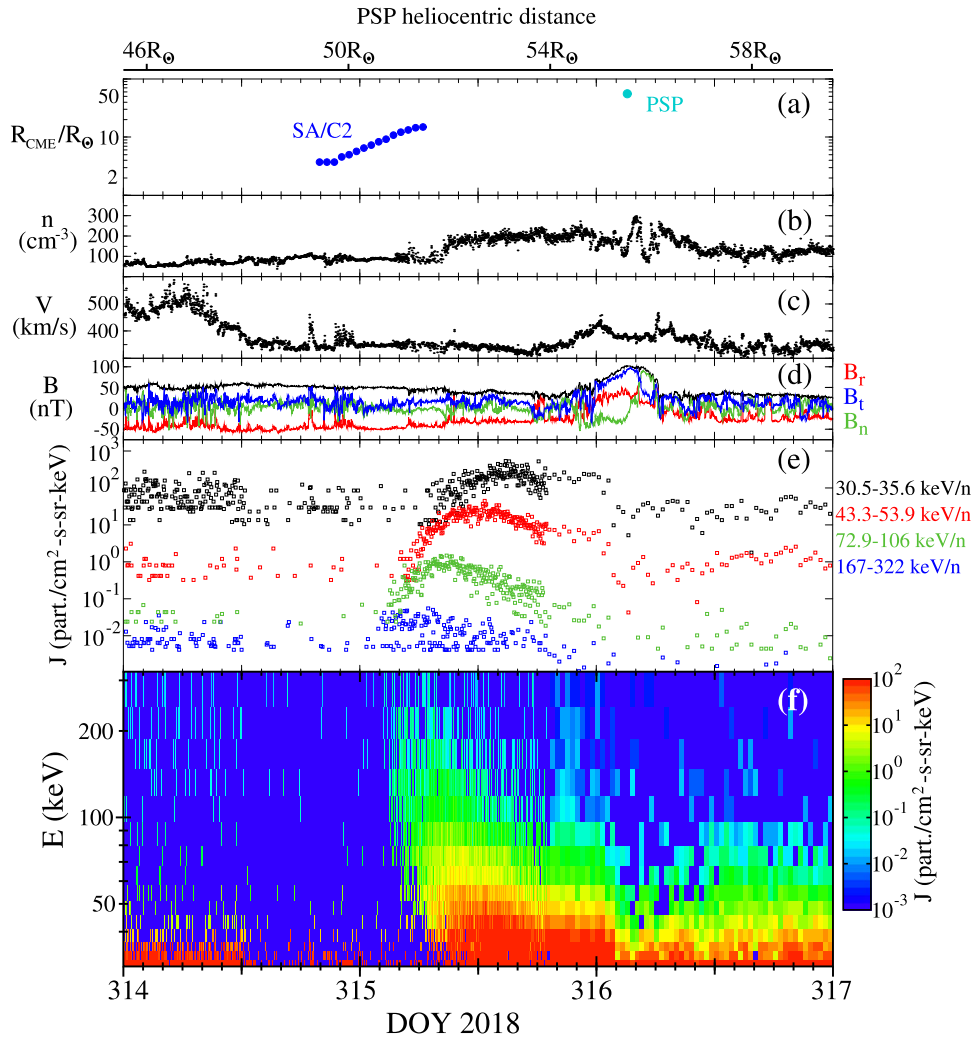 PSP heliocentric distance
46R☉ 50R☉ 54R☉ 58R☉
50
10
2
R_CME/R☉
SA/C2
PSP
(a)
n
(cm⁻³)
300
200
100
(b)
V
(km/s)
500
400
(c)
B
(nT)
100
50
0
-50
(d)
B_r
B_t
B_n
J (part./cm²-s-sr-keV)
10³
10²
10¹
10⁰
10⁻¹
10⁻²
(e)
30.5-35.6 keV/n
43.3-53.9 keV/n
72.9-106 keV/n
167-322 keV/n
E (keV)
200
100
50
(f)
10²
10¹
10⁰
10⁻¹
10⁻²
10⁻³
J (part./cm²-s-sr-keV)
314 315 316 317
DOY 2018